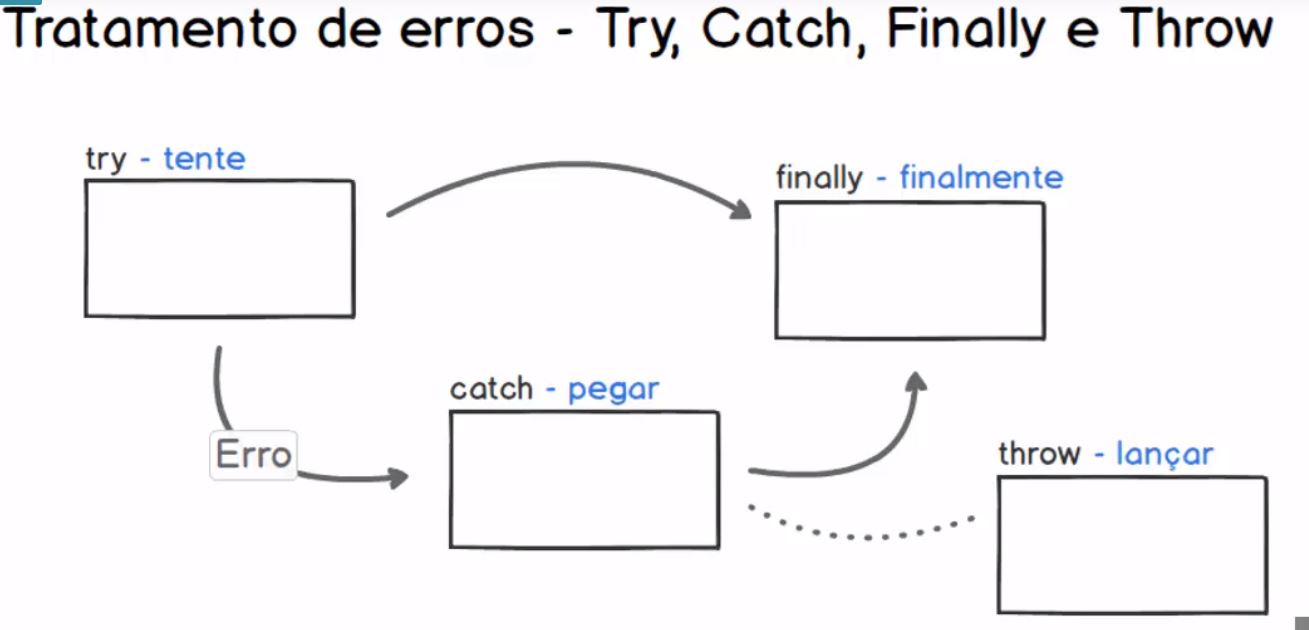 Tratamento de erros - Try, Catch, Finally e Throw
try - tente
finally - finalmente
catch - pegar
Erro
throw - lançar